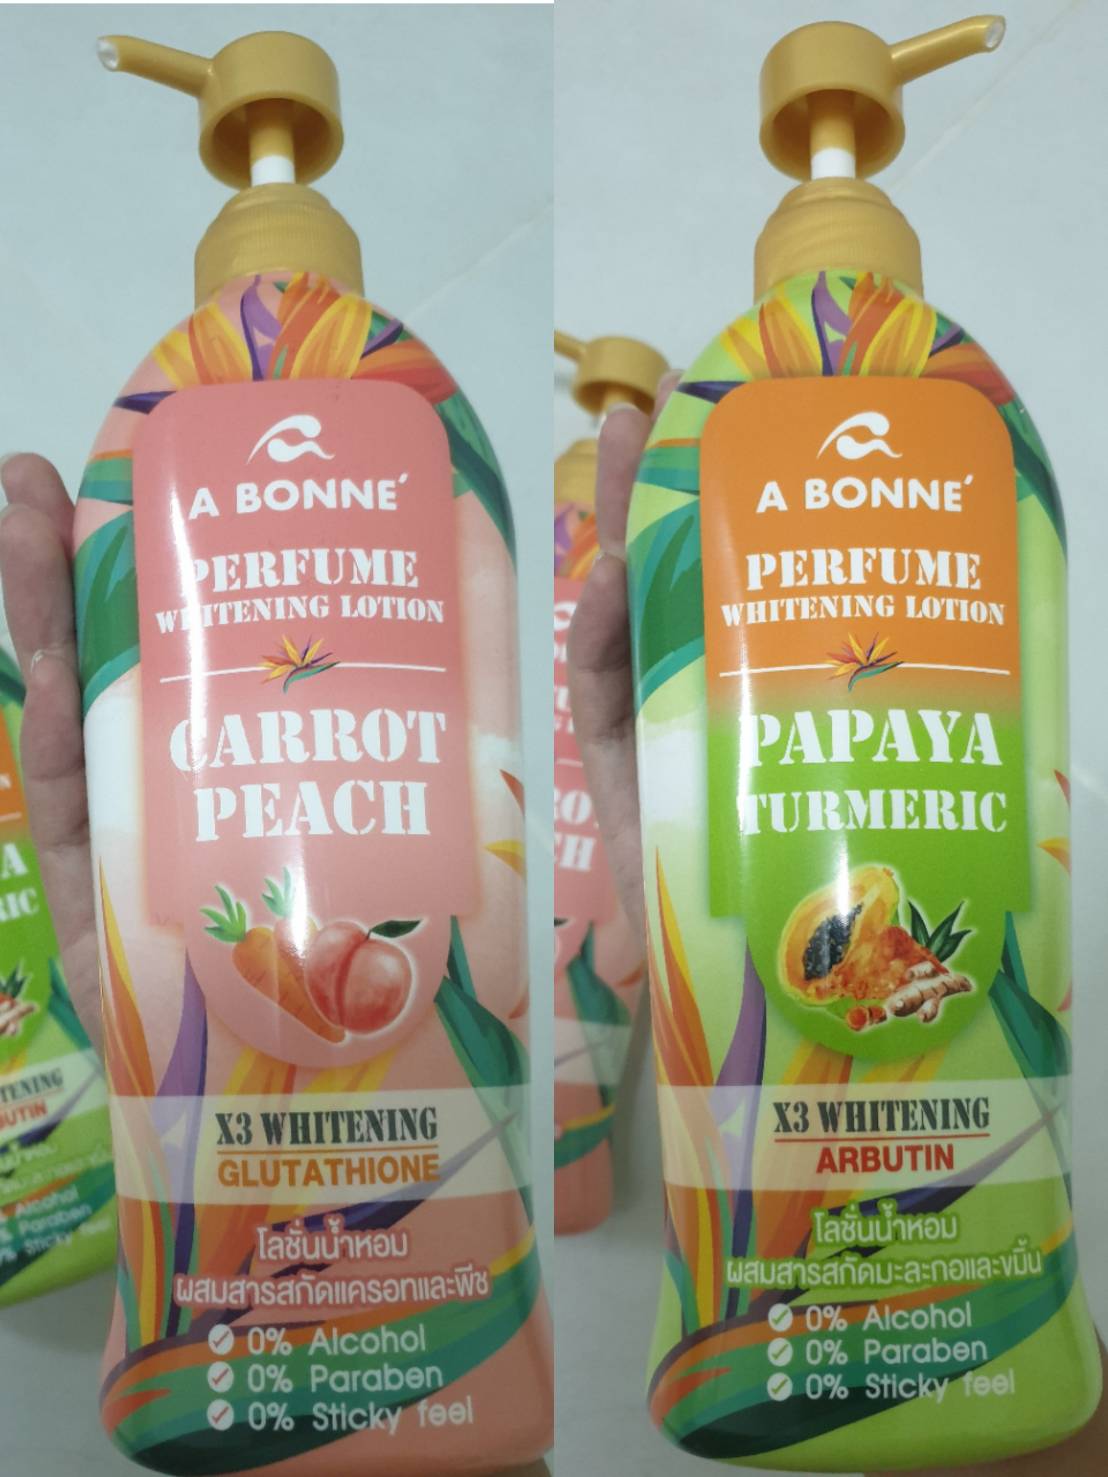 A BONNÉ
PERFUME
WHITENING LOTION
CARROT
PEACH
X3 WHITENING
GLUTATHIONE
โลชั่นน้ำหอม
ผสมสารสกัดแครอทและพีช
0% Alcohol
0% Paraben
0% Sticky feel
A BONNÉ
PERFUME
WHITENING LOTION
PAPAYA
TURMERIC
X3 WHITENING
ARBUTIN
โลชั่นน้ำหอม
ผสมสารสกัดมะละกอและขมิ้น
0% Alcohol
0% Paraben
0% Sticky feel